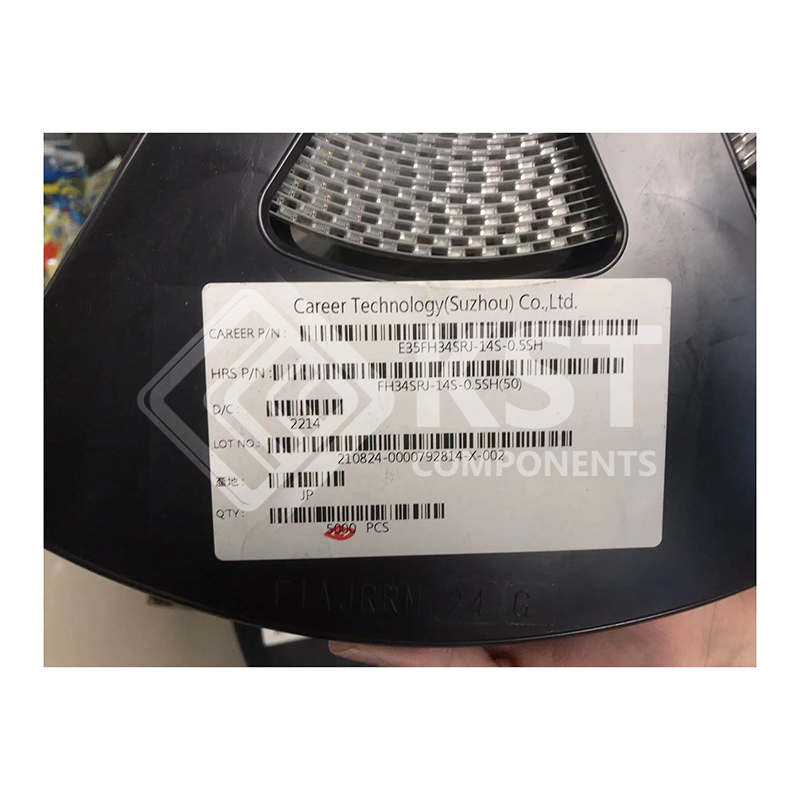 Career Technology(Suzhou) Co.,Ltd.
CAREER P/N :
E35FH34SRJ-14S-0.5SH
HRS P/N :
FH34SRJ-14S-0.5SH(50)
D/C :
2214
LOT NO.:
210824-0000792814-X-002
產地 :
JP
Q'TY :
5000 PCS
KST
COMPONENTS
EIAJRRM 24 G